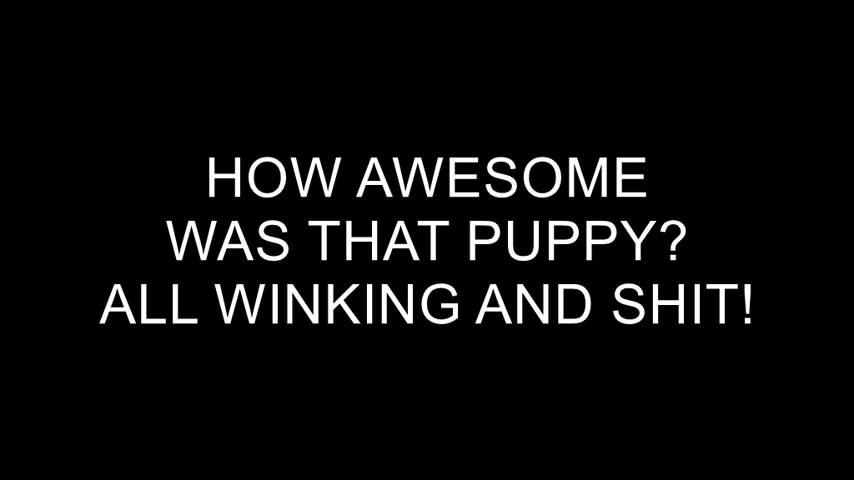 HOW AWESOME
WAS THAT PUPPY?
ALL WINKING AND SHIT!